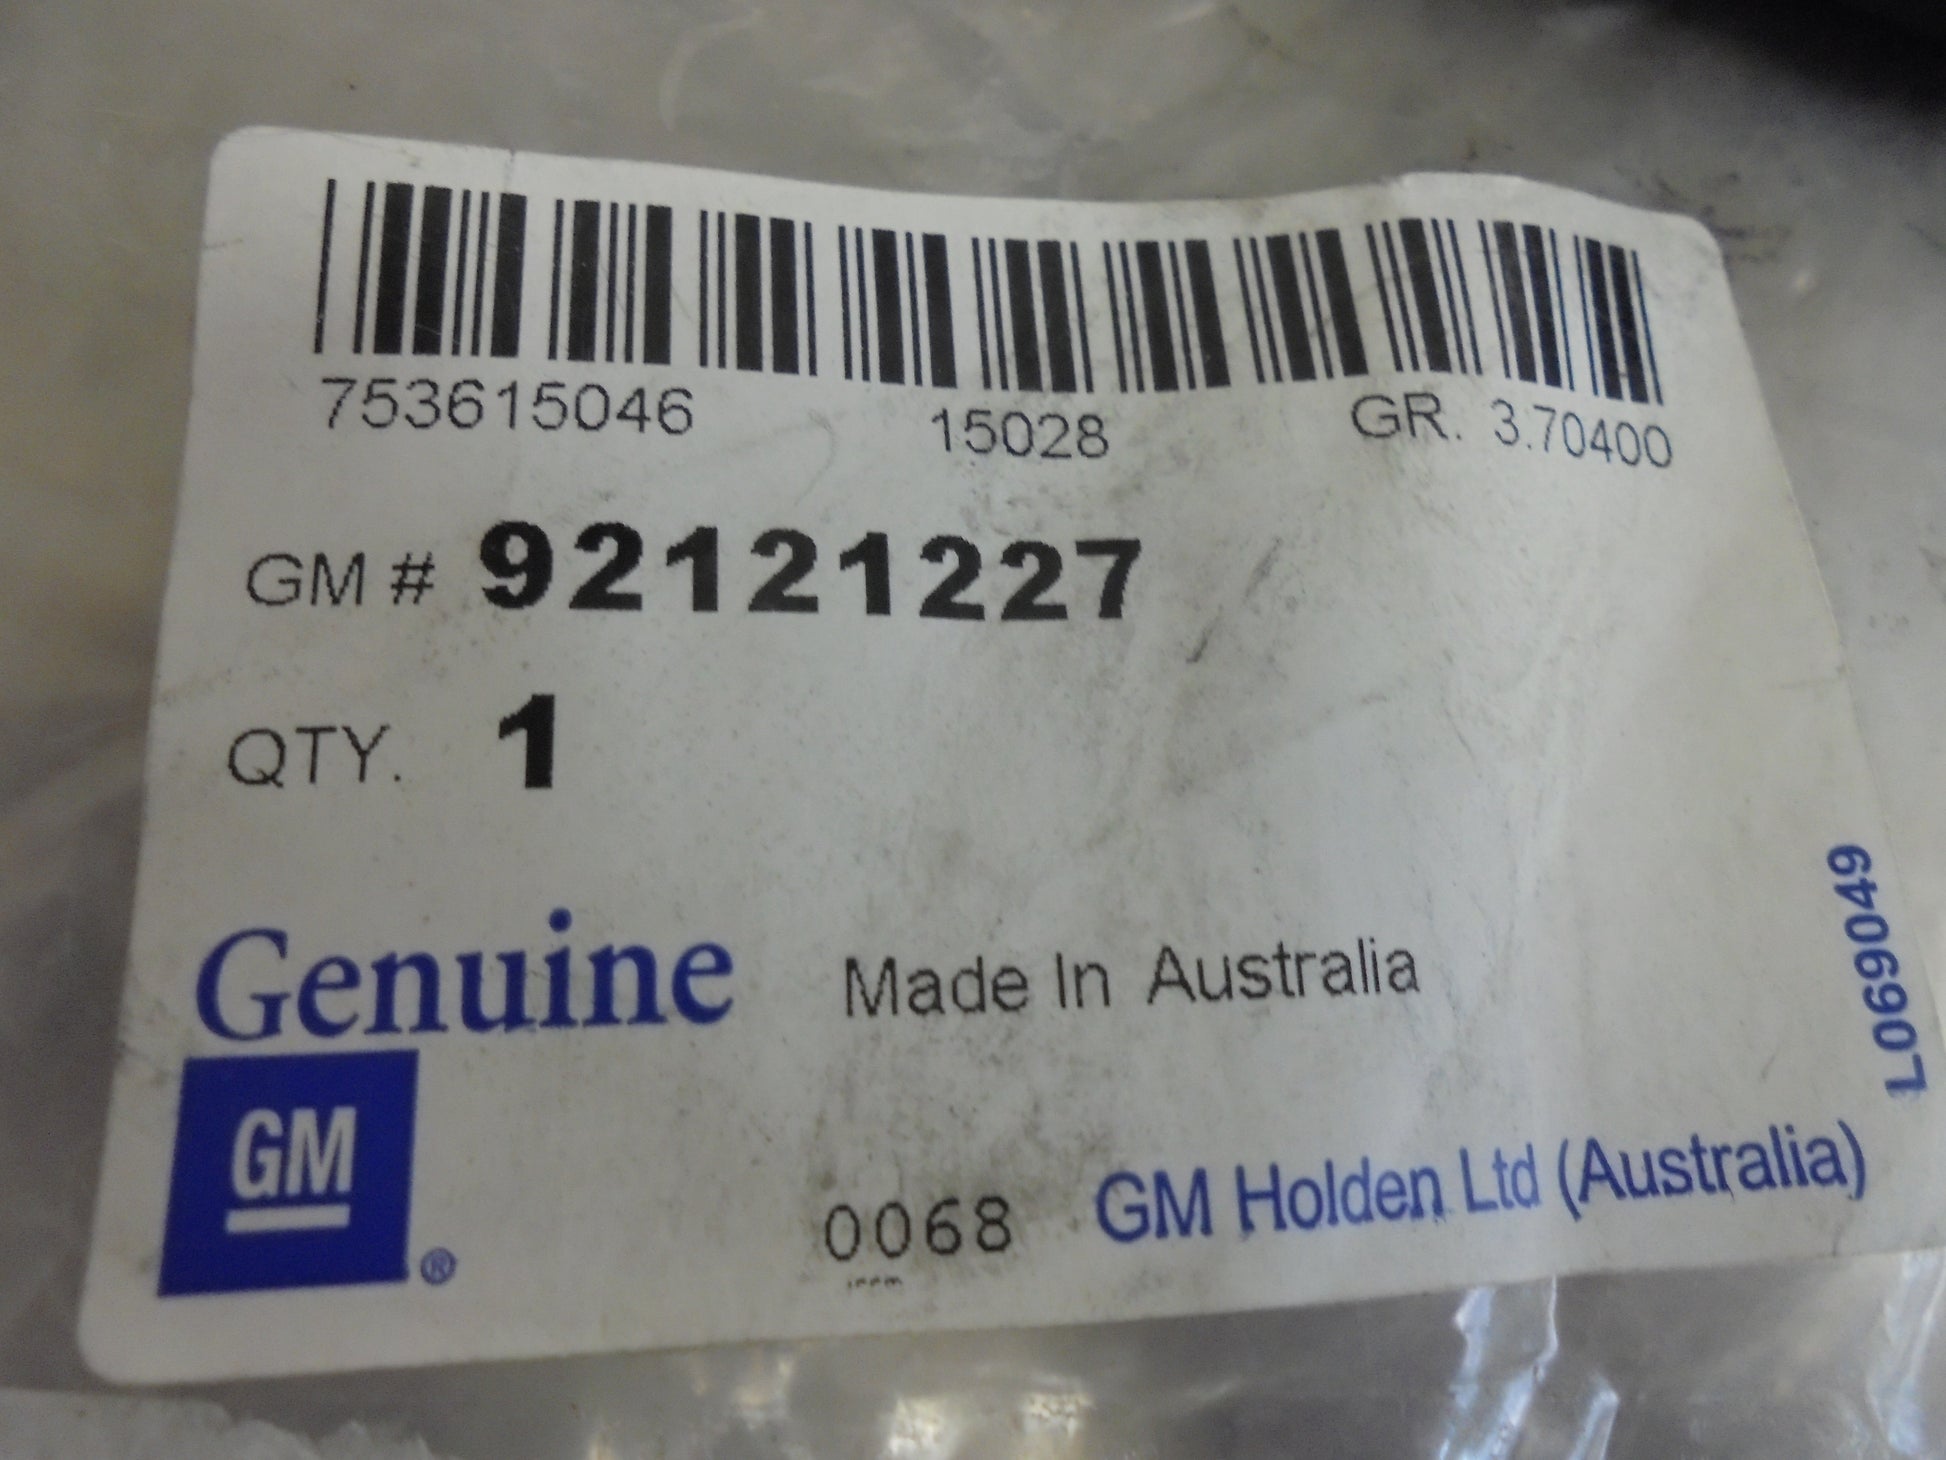 753615046 15028 GR. 3.70400
GM # 92121227
QTY. 1
Genuine Made In Australia
L069049
GM ®
0068 GM Holden Ltd (Australia)